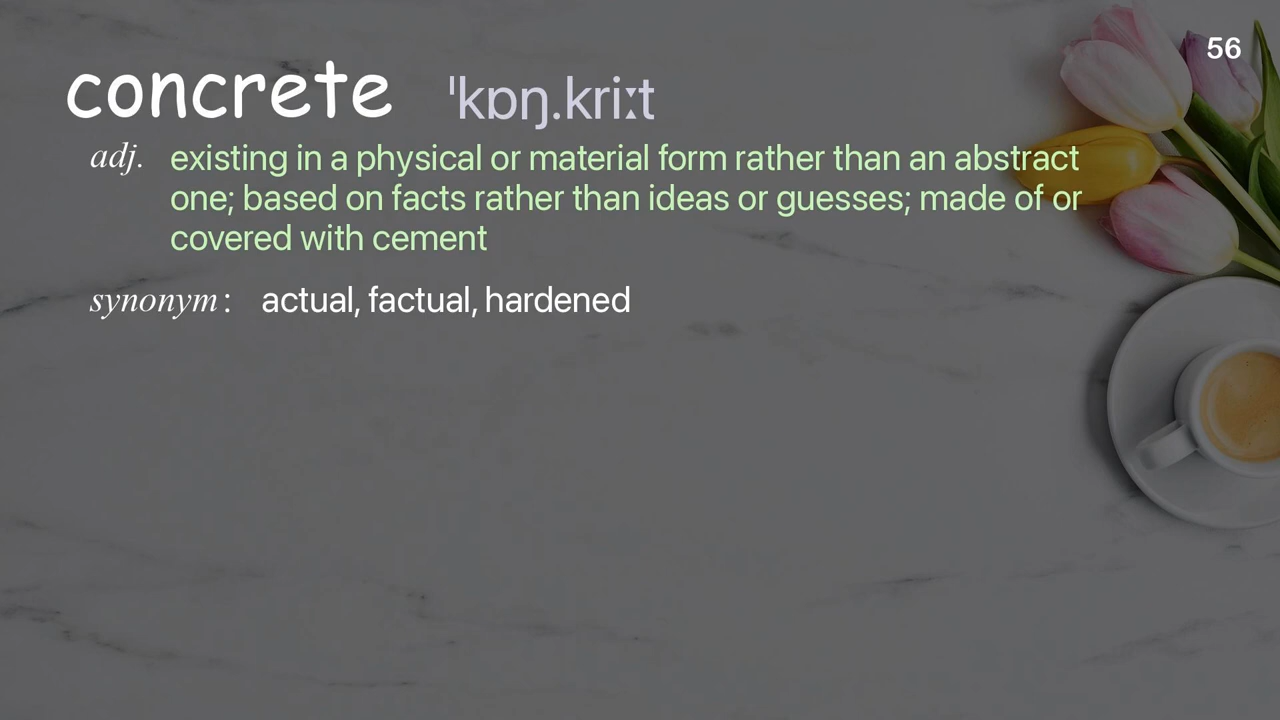 56
concrete ˈkɒŋ.kriːt
adj. existing in a physical or material form rather than an abstract
one; based on facts rather than ideas or guesses; made of or
covered with cement
synonym : actual, factual, hardened